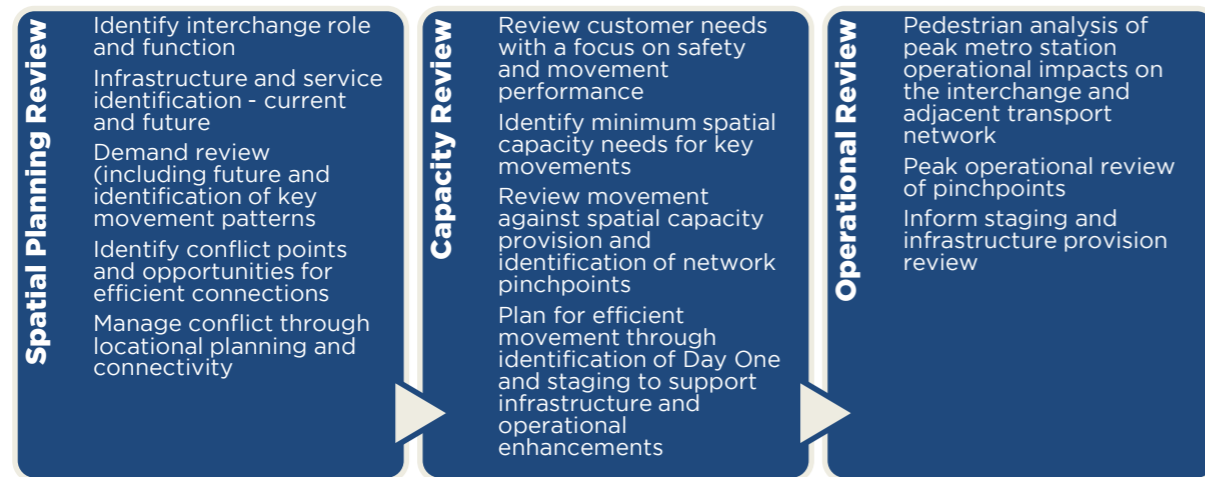 Spatial Planning Review
Identify interchange role
and function
Infrastructure and service
identification - current
and future
Demand review
(including future and
identification of key
movement patterns
Identify conflict points
and opportunities for
efficient connections
Manage conflict through
locational planning and
connectivity
Capacity Review
Review customer needs
with a focus on safety
and movement
performance
Identify minimum spatial
capacity needs for key
movements
Review movement
against spatial capacity
provision and
identification of network
pinchpoints
Plan for efficient
movement through
identification of Day One
and staging to support
infrastructure and
operational
enhancements
Operational Review
Pedestrian analysis of
peak metro station
operational impacts on
the interchange and
adjacent transport
network
Peak operational review
of pinchpoints
Inform staging and
infrastructure provision
review